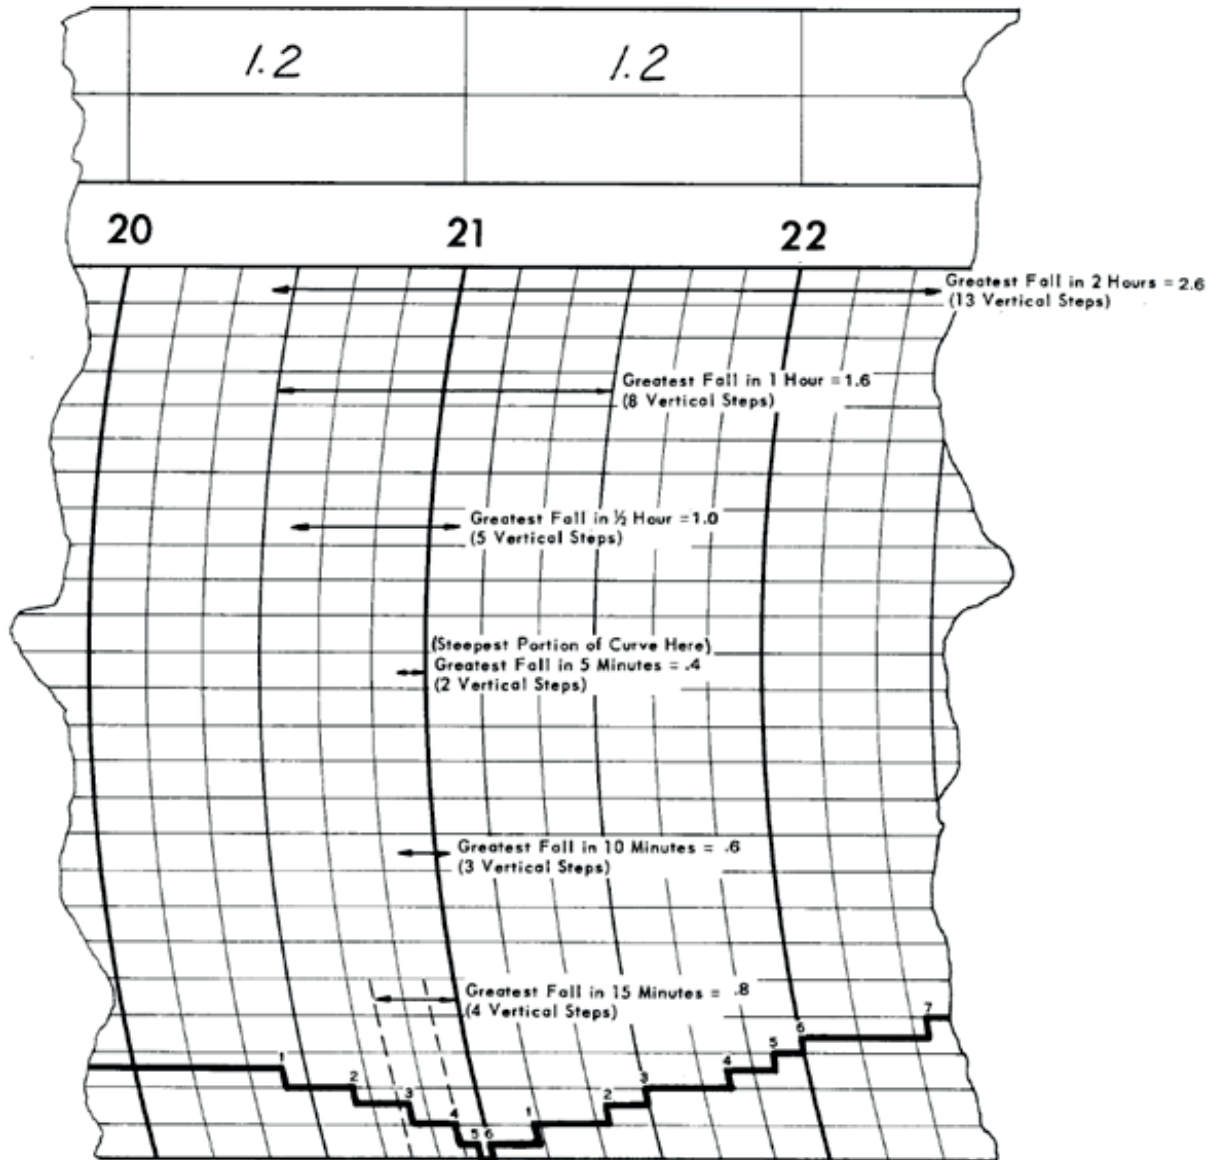 1.2 1.2
20 21 22
Greatest Fall in 2 Hours = 2.6
(13 Vertical Steps)
Greatest Fall in 1 Hour = 1.6
(8 Vertical Steps)
Greatest Fall in ½ Hour = 1.0
(5 Vertical Steps)
(Steepest Portion of Curve Here)
Greatest Fall in 5 Minutes = .4
(2 Vertical Steps)
Greatest Fall in 10 Minutes = .6
(3 Vertical Steps)
Greatest Fall in 15 Minutes = .8
(4 Vertical Steps)
1 2 3 4 5 6 1 2 3 4 5 6 7